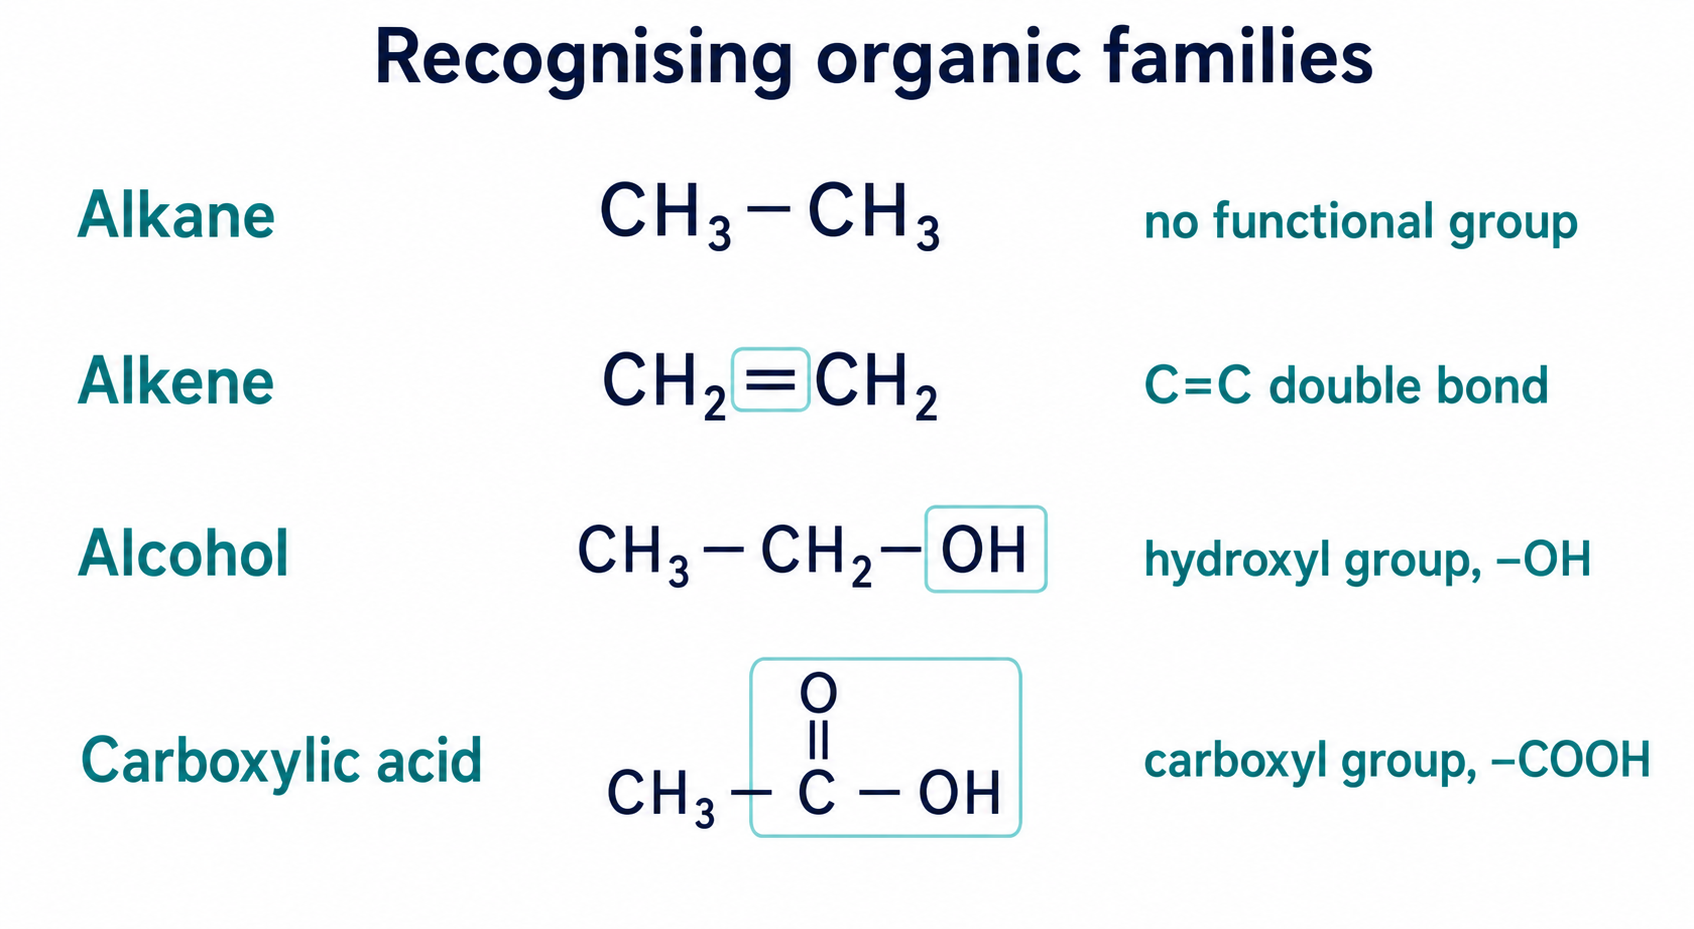 Recognising organic families
Alkane CH₃–CH₃ no functional group
Alkene CH₂=CH₂ C=C double bond
Alcohol CH₃–CH₂–OH hydroxyl group, –OH
O
||
Carboxylic acid CH₃–C–OH carboxyl group, –COOH